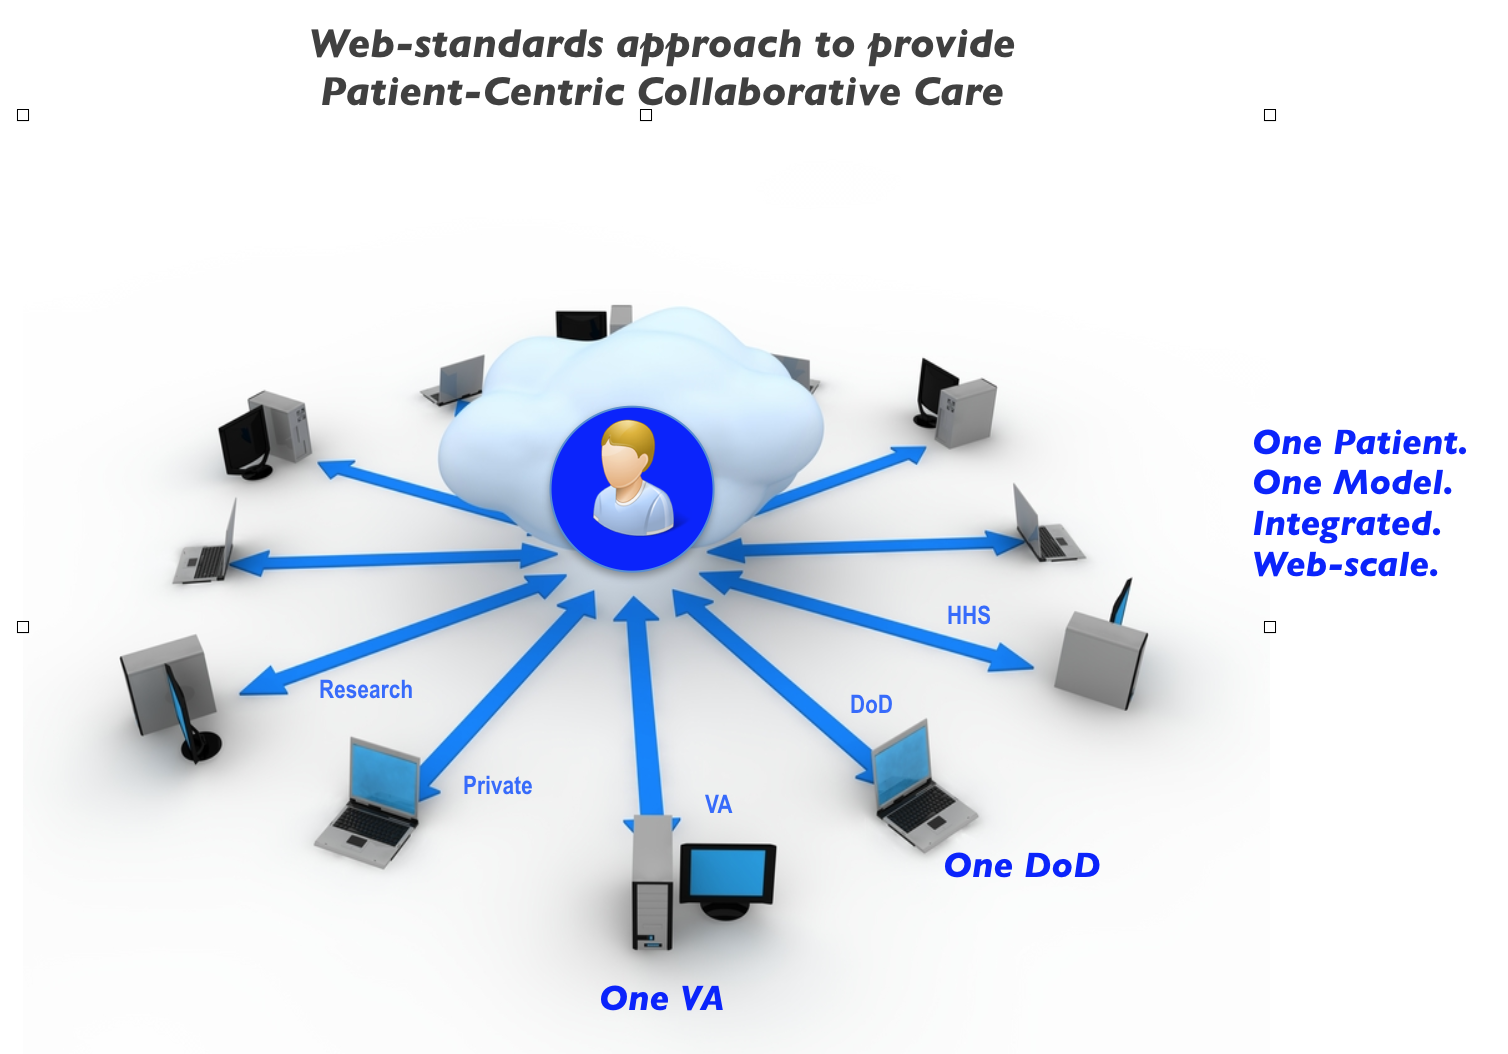 Web-standards approach to provide
Patient-Centric Collaborative Care
One Patient.
One Model.
Integrated.
Web-scale.
HHS
Research
DoD
Private
VA
One DoD
One VA